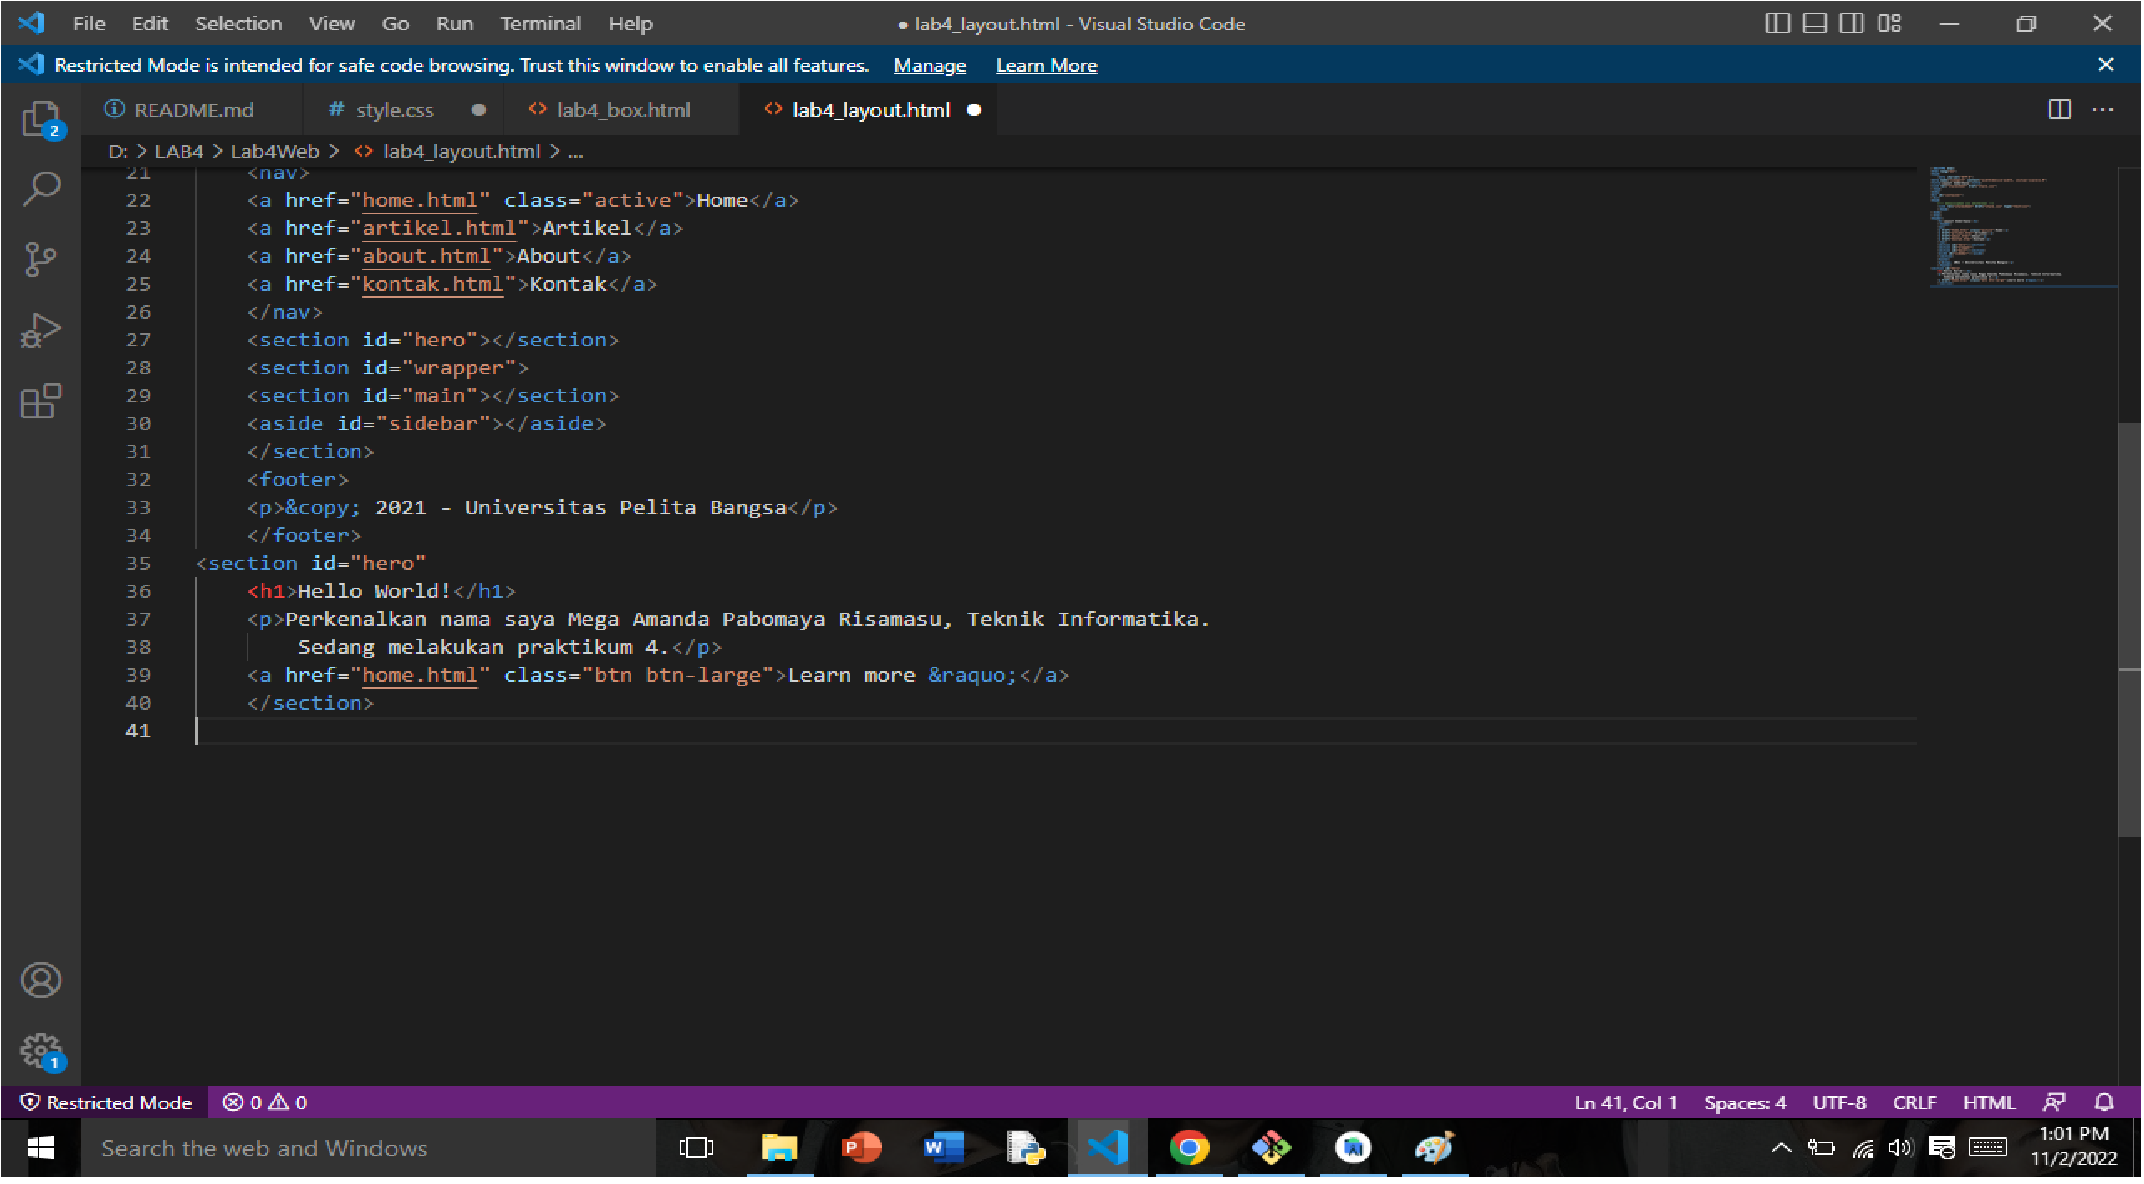 File Edit Selection View Go Run Terminal Help ● lab4_layout.html - Visual Studio Code
Restricted Mode is intended for safe code browsing. Trust this window to enable all features. Manage Learn More
README.md # style.css ● <> lab4_box.html <> lab4_layout.html ●
D: > LAB4 > Lab4Web > <> lab4_layout.html > ...
2
21 <nav>
22 <a href="home.html" class="active">Home</a>
23 <a href="artikel.html">Artikel</a>
24 <a href="about.html">About</a>
25 <a href="kontak.html">Kontak</a>
26 </nav>
27 <section id="hero"></section>
28 <section id="wrapper">
29 <section id="main"></section>
30 <aside id="sidebar"></aside>
31 </section>
32 <footer>
33 <p>&copy; 2021 - Universitas Pelita Bangsa</p>
34 </footer>
35 <section id="hero"
36 <h1>Hello World!</h1>
37 <p>Perkenalkan nama saya Mega Amanda Pabomaya Risamasu, Teknik Informatika.
38 Sedang melakukan praktikum 4.</p>
39 <a href="home.html" class="btn btn-large">Learn more &raquo;</a>
40 </section>
41
1
Restricted Mode 0 0 Ln 41, Col 1 Spaces: 4 UTF-8 CRLF HTML
Search the web and Windows
1:01 PM
11/2/2022